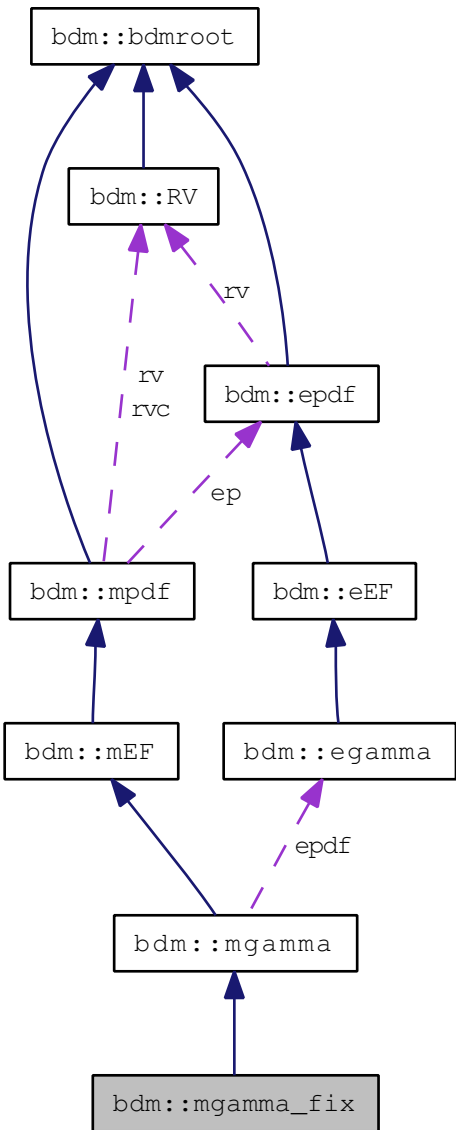 bdm::bdmroot
bdm::RV
rv
bdm::epdf
rv
rvc
ep
bdm::mpdf
bdm::eEF
bdm::mEF
bdm::egamma
epdf
bdm::mgamma
bdm::mgamma_fix